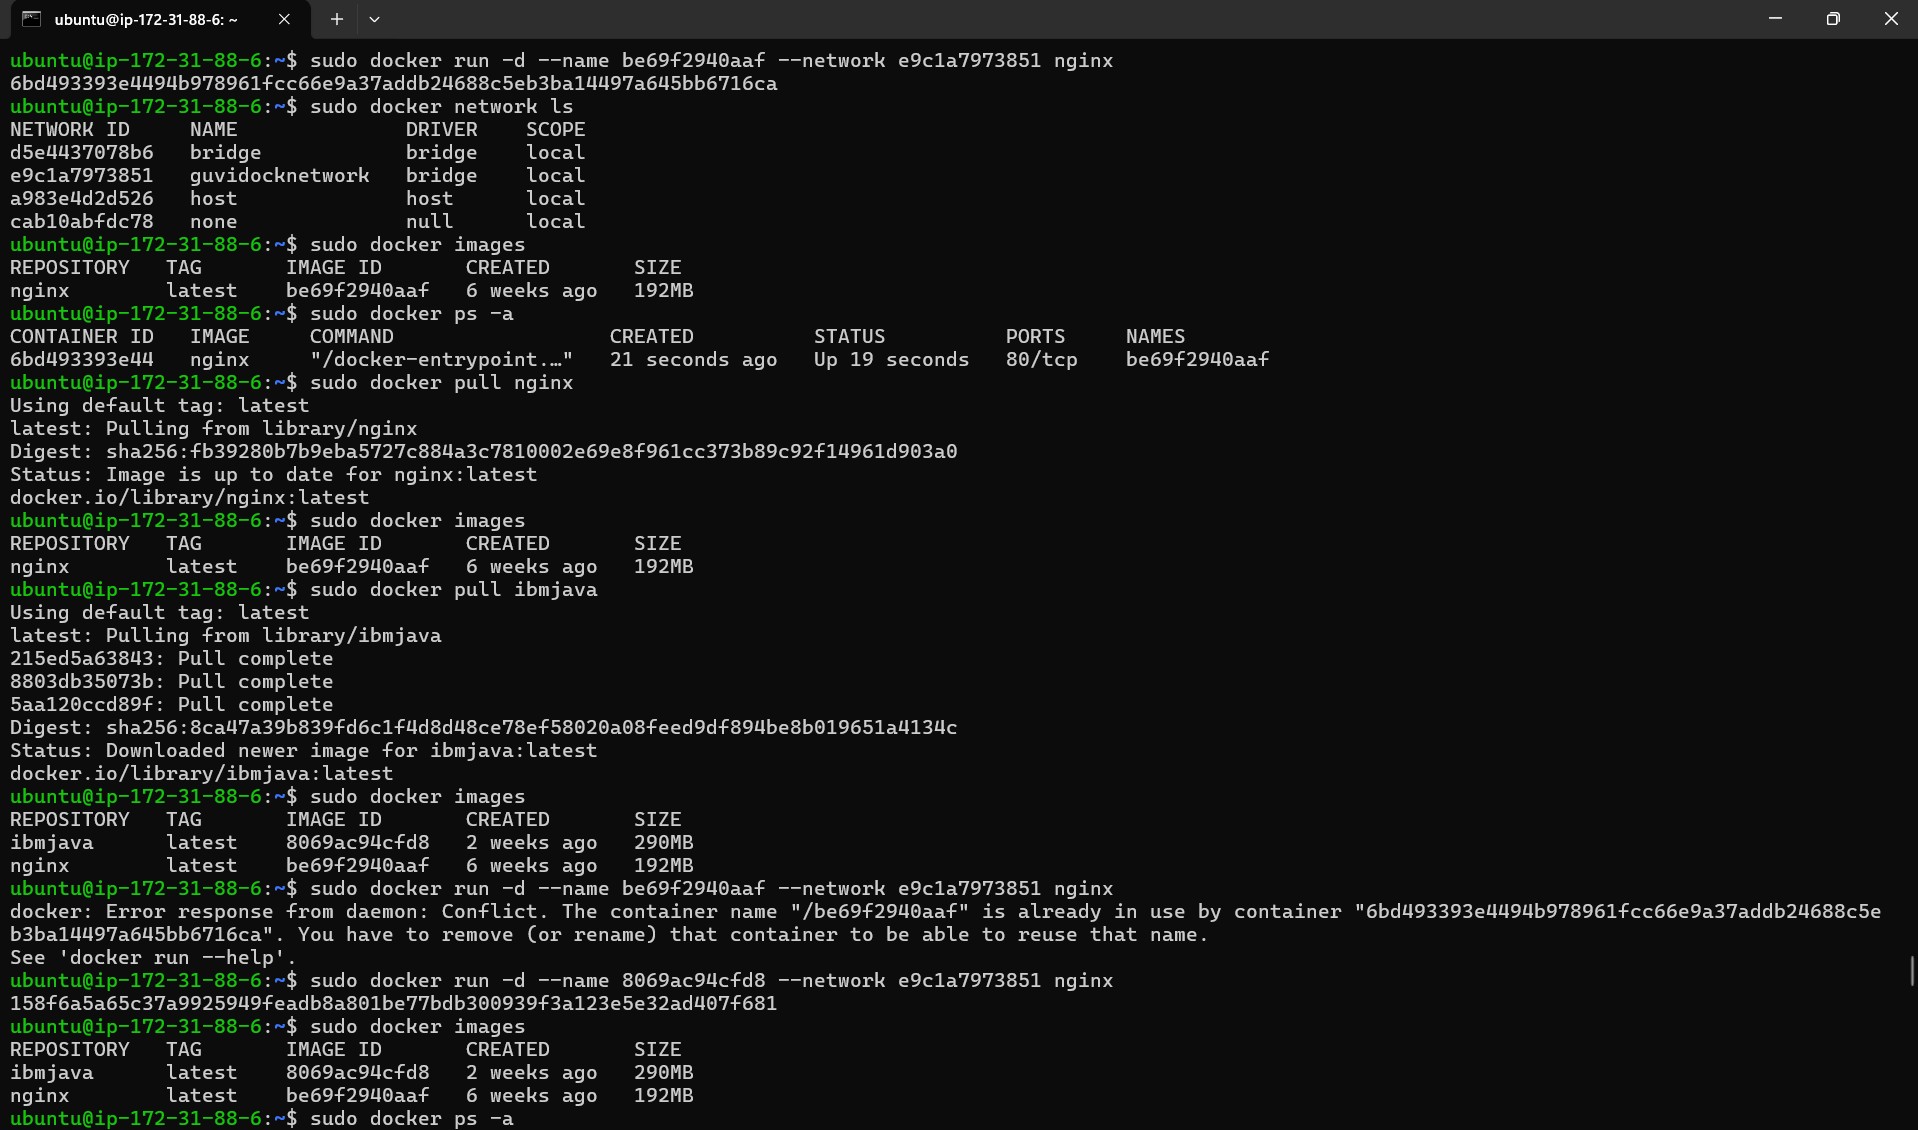 ubuntu@ip-172-31-88-6: ~
ubuntu@ip-172-31-88-6:~$ sudo docker run -d --name be69f2940aaf --network e9c1a7973851 nginx
6bd493393e4494b978961fcc66e9a37addb24688c5eb3ba14497a645bb6716ca
ubuntu@ip-172-31-88-6:~$ sudo docker network ls
NETWORK ID     NAME              DRIVER    SCOPE
d5e4437078b6   bridge            bridge    local
e9c1a7973851   guvidocknetwork   bridge    local
a983e4d2d526   host              host      local
cab10abfdc78   none              null      local
ubuntu@ip-172-31-88-6:~$ sudo docker images
REPOSITORY   TAG       IMAGE ID       CREATED       SIZE
nginx        latest    be69f2940aaf   6 weeks ago   192MB
ubuntu@ip-172-31-88-6:~$ sudo docker ps -a
CONTAINER ID   IMAGE     COMMAND                  CREATED          STATUS          PORTS     NAMES
6bd493393e44   nginx     "/docker-entrypoint.…"   21 seconds ago   Up 19 seconds   80/tcp    be69f2940aaf
ubuntu@ip-172-31-88-6:~$ sudo docker pull nginx
Using default tag: latest
latest: Pulling from library/nginx
Digest: sha256:fb39280b7b9eba5727c884a3c7810002e69e8f961cc373b89c92f14961d903a0
Status: Image is up to date for nginx:latest
docker.io/library/nginx:latest
ubuntu@ip-172-31-88-6:~$ sudo docker images
REPOSITORY   TAG       IMAGE ID       CREATED       SIZE
nginx        latest    be69f2940aaf   6 weeks ago   192MB
ubuntu@ip-172-31-88-6:~$ sudo docker pull ibmjava
Using default tag: latest
latest: Pulling from library/ibmjava
215ed5a63843: Pull complete
8803db35073b: Pull complete
5aa120ccd89f: Pull complete
Digest: sha256:8ca47a39b839fd6c1f4d8d48ce78ef58020a08feed9df894be8b019651a4134c
Status: Downloaded newer image for ibmjava:latest
docker.io/library/ibmjava:latest
ubuntu@ip-172-31-88-6:~$ sudo docker images
REPOSITORY   TAG       IMAGE ID       CREATED       SIZE
ibmjava      latest    8069ac94cfd8   2 weeks ago   290MB
nginx        latest    be69f2940aaf   6 weeks ago   192MB
ubuntu@ip-172-31-88-6:~$ sudo docker run -d --name be69f2940aaf --network e9c1a7973851 nginx
docker: Error response from daemon: Conflict. The container name "/be69f2940aaf" is already in use by container "6bd493393e4494b978961fcc66e9a37addb24688c5e
b3ba14497a645bb6716ca". You have to remove (or rename) that container to be able to reuse that name.
See 'docker run --help'.
ubuntu@ip-172-31-88-6:~$ sudo docker run -d --name 8069ac94cfd8 --network e9c1a7973851 nginx
158f6a5a65c37a9925949feadb8a801be77bdb300939f3a123e5e32ad407f681
ubuntu@ip-172-31-88-6:~$ sudo docker images
REPOSITORY   TAG       IMAGE ID       CREATED       SIZE
ibmjava      latest    8069ac94cfd8   2 weeks ago   290MB
nginx        latest    be69f2940aaf   6 weeks ago   192MB
ubuntu@ip-172-31-88-6:~$ sudo docker ps -a